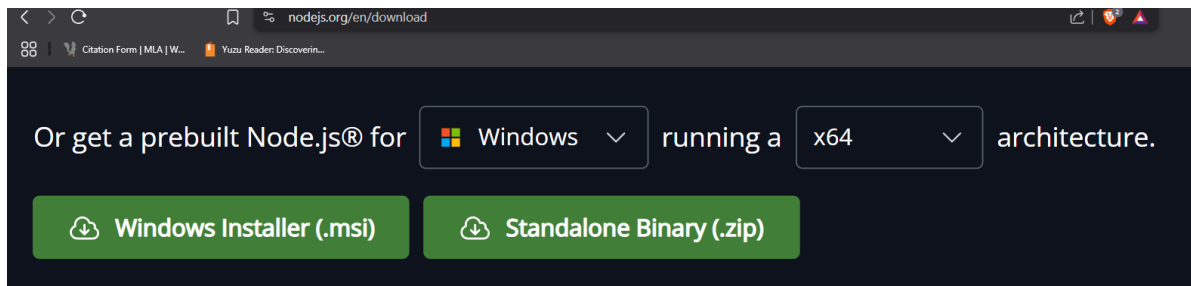 nodejs.org/en/download
2
Citation Form | MLA | W... Yuzu Reader: Discoverin...
Or get a prebuilt Node.js® for Windows running a x64 architecture.
Windows Installer (.msi) Standalone Binary (.zip)